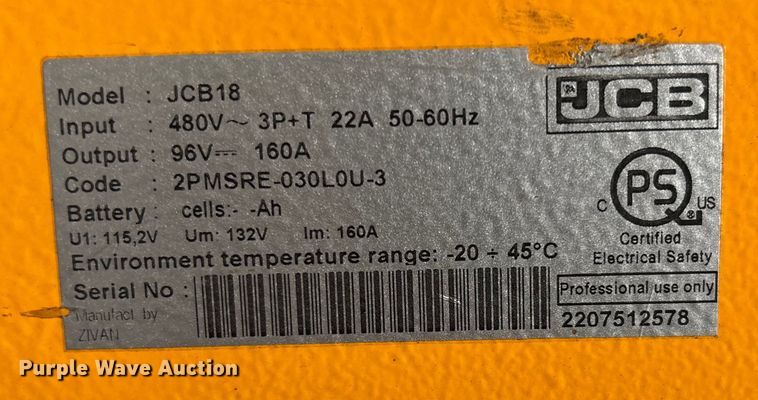 Model : JCB18
Input : 480V~ 3P+T 22A 50-60Hz
Output : 96V⎓ 160A
Code : 2PMSRE-030L0U-3
Battery : cells:- -Ah
U1: 115,2V Um: 132V Im: 160A
Environment temperature range: -20 ÷ 45°C
Serial No :
Manufact by
ZIVAN
JCB
PS
C US
®
Certified
Electrical Safety
Professional use only
2207512578
Purple Wave Auction